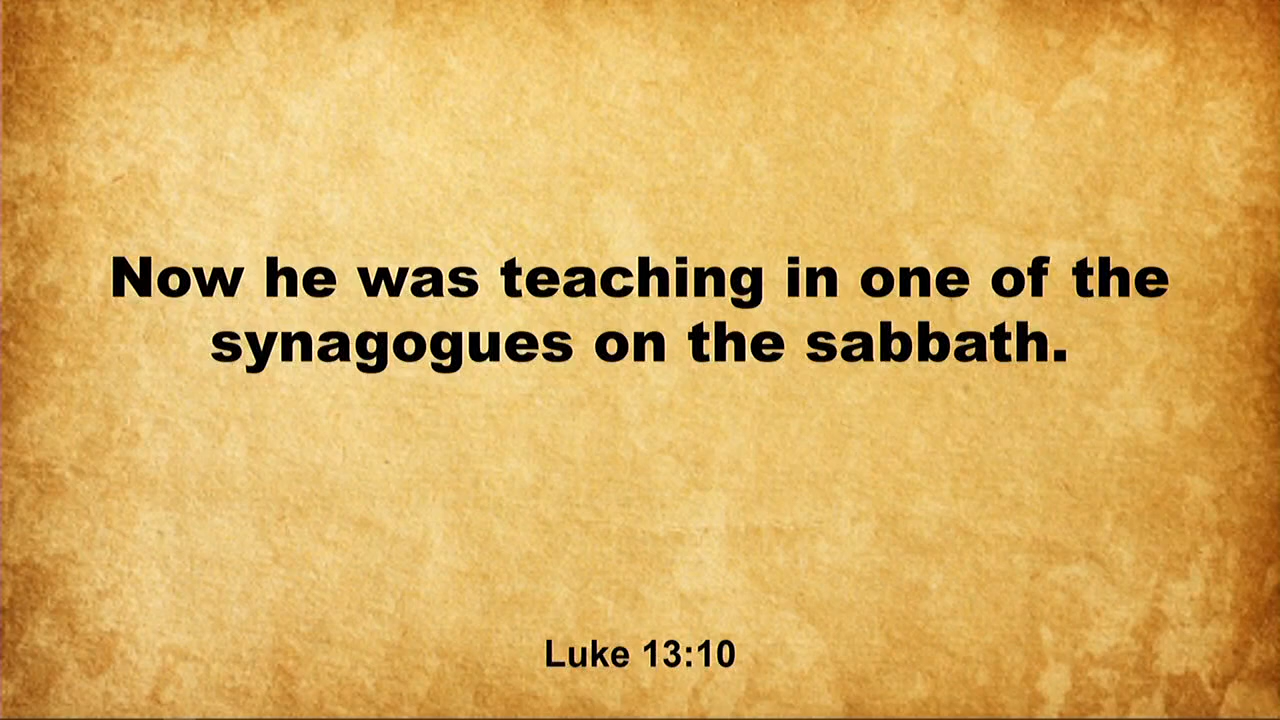 Now he was teaching in one of the
synagogues on the sabbath.
Luke 13:10